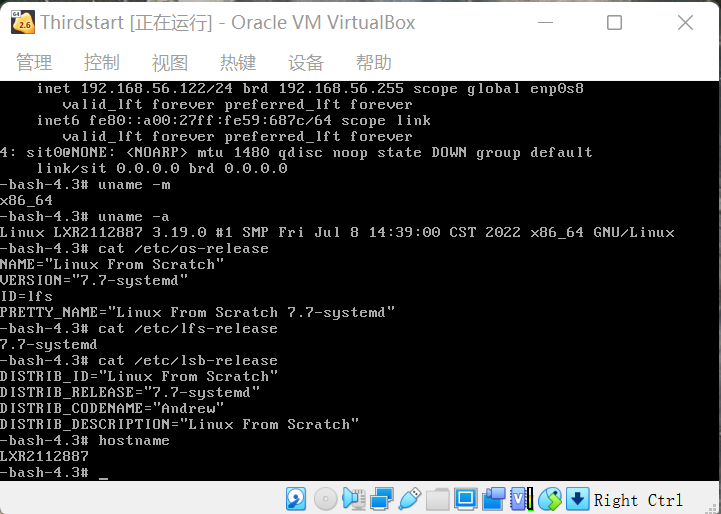 64
2.6
Thirdstart [正在运行] - Oracle VM VirtualBox
管理 控制 视图 热键 设备 帮助
    inet 192.168.56.122/24 brd 192.168.56.255 scope global enp0s8
       valid_lft forever preferred_lft forever
    inet6 fe80::a00:27ff:fe59:687c/64 scope link
       valid_lft forever preferred_lft forever
4: sit0@NONE: <NOARP> mtu 1480 qdisc noop state DOWN group default
    link/sit 0.0.0.0 brd 0.0.0.0
-bash-4.3# uname -m
x86_64
-bash-4.3# uname -a
Linux LXR2112887 3.19.0 #1 SMP Fri Jul 8 14:39:00 CST 2022 x86_64 GNU/Linux
-bash-4.3# cat /etc/os-release
NAME="Linux From Scratch"
VERSION="7.7-systemd"
ID=lfs
PRETTY_NAME="Linux From Scratch 7.7-systemd"
-bash-4.3# cat /etc/lfs-release
7.7-systemd
-bash-4.3# cat /etc/lsb-release
DISTRIB_ID="Linux From Scratch"
DISTRIB_RELEASE="7.7-systemd"
DISTRIB_CODENAME="Andrew"
DISTRIB_DESCRIPTION="Linux From Scratch"
-bash-4.3# hostname
LXR2112887
-bash-4.3# _
V Right Ctrl